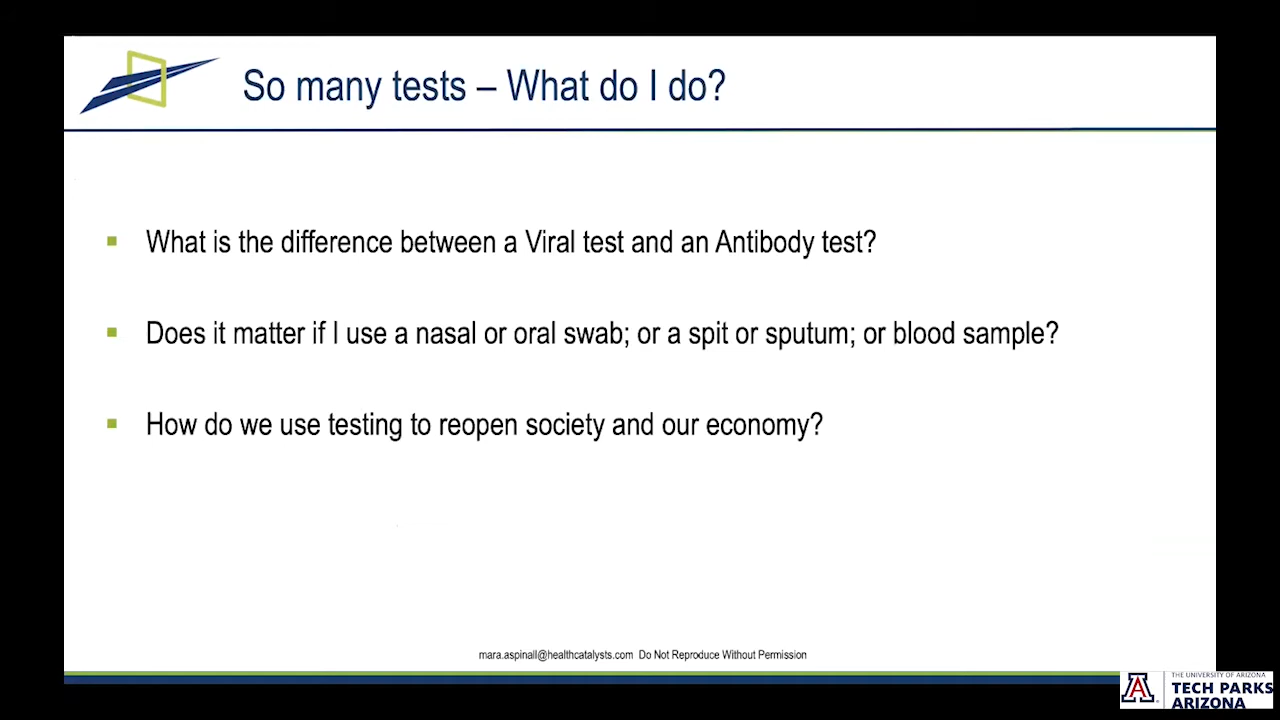 So many tests – What do I do?
What is the difference between a Viral test and an Antibody test?
Does it matter if I use a nasal or oral swab; or a spit or sputum; or blood sample?
How do we use testing to reopen society and our economy?
mara.aspinall@healthcatalysts.com Do Not Reproduce Without Permission
A
THE UNIVERSITY OF ARIZONA
TECH PARKS
ARIZONA